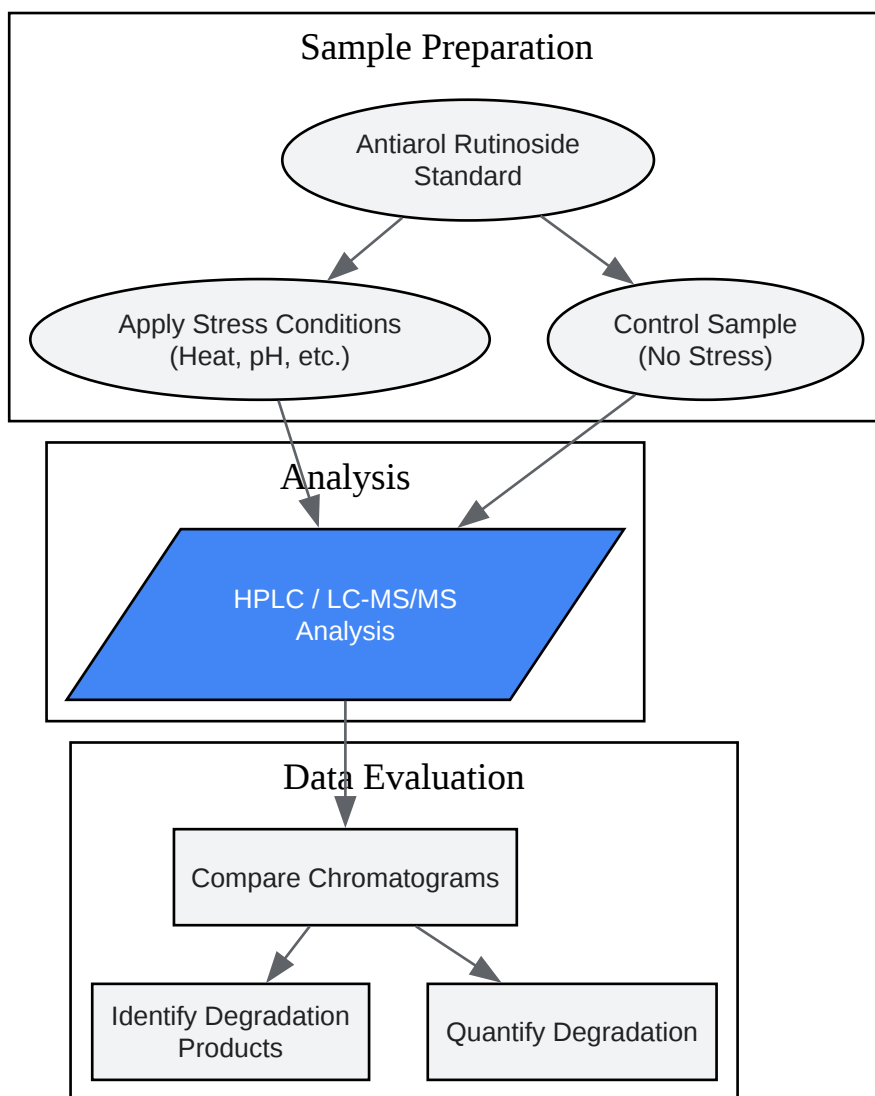 Sample Preparation
Antiarol Rutinoside
Standard
Apply Stress Conditions
(Heat, pH, etc.)
Control Sample
(No Stress)
Analysis
HPLC / LC-MS/MS
Analysis
Data Evaluation
Compare Chromatograms
Identify Degradation
Products
Quantify Degradation